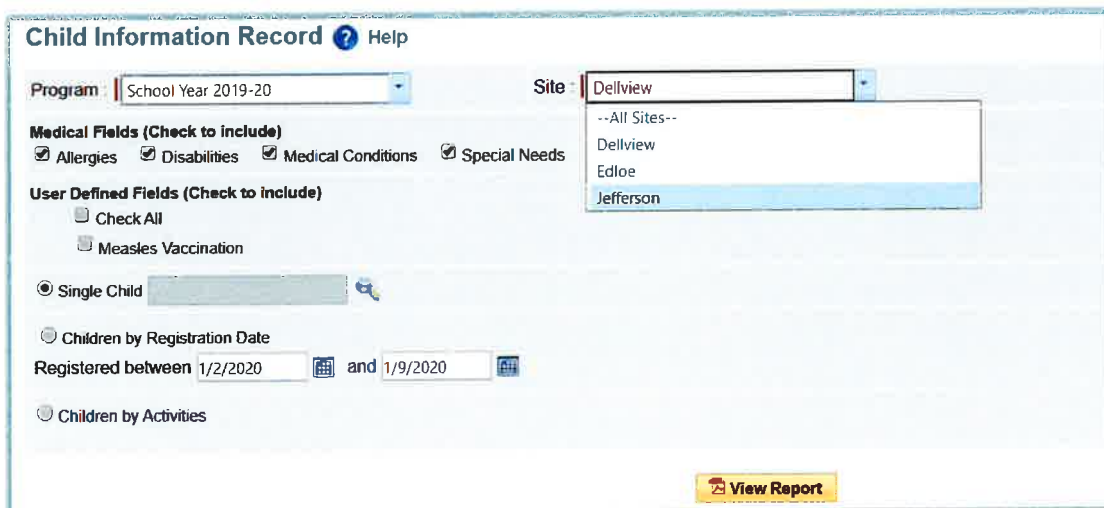 Child Information Record ? Help
Program : School Year 2019-20 Site : Dellview
--All Sites--
Dellview
Edloe
Jefferson
Medical Fields (Check to include)
Allergies Disabilities Medical Conditions Special Needs
User Defined Fields (Check to include)
Check All
Measles Vaccination
Single Child
Children by Registration Date
Registered between 1/2/2020 and 1/9/2020
Children by Activities
View Report